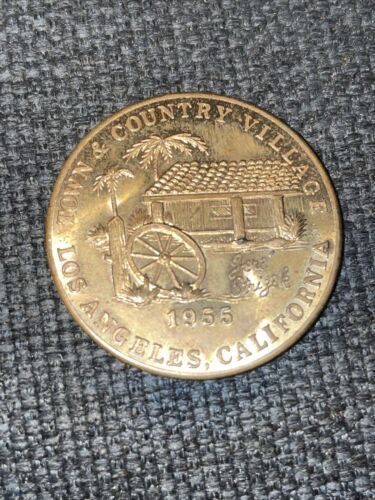 TOWN & COUNTRY VILLAGE
1955
LOS ANGELES, CALIFORNIA